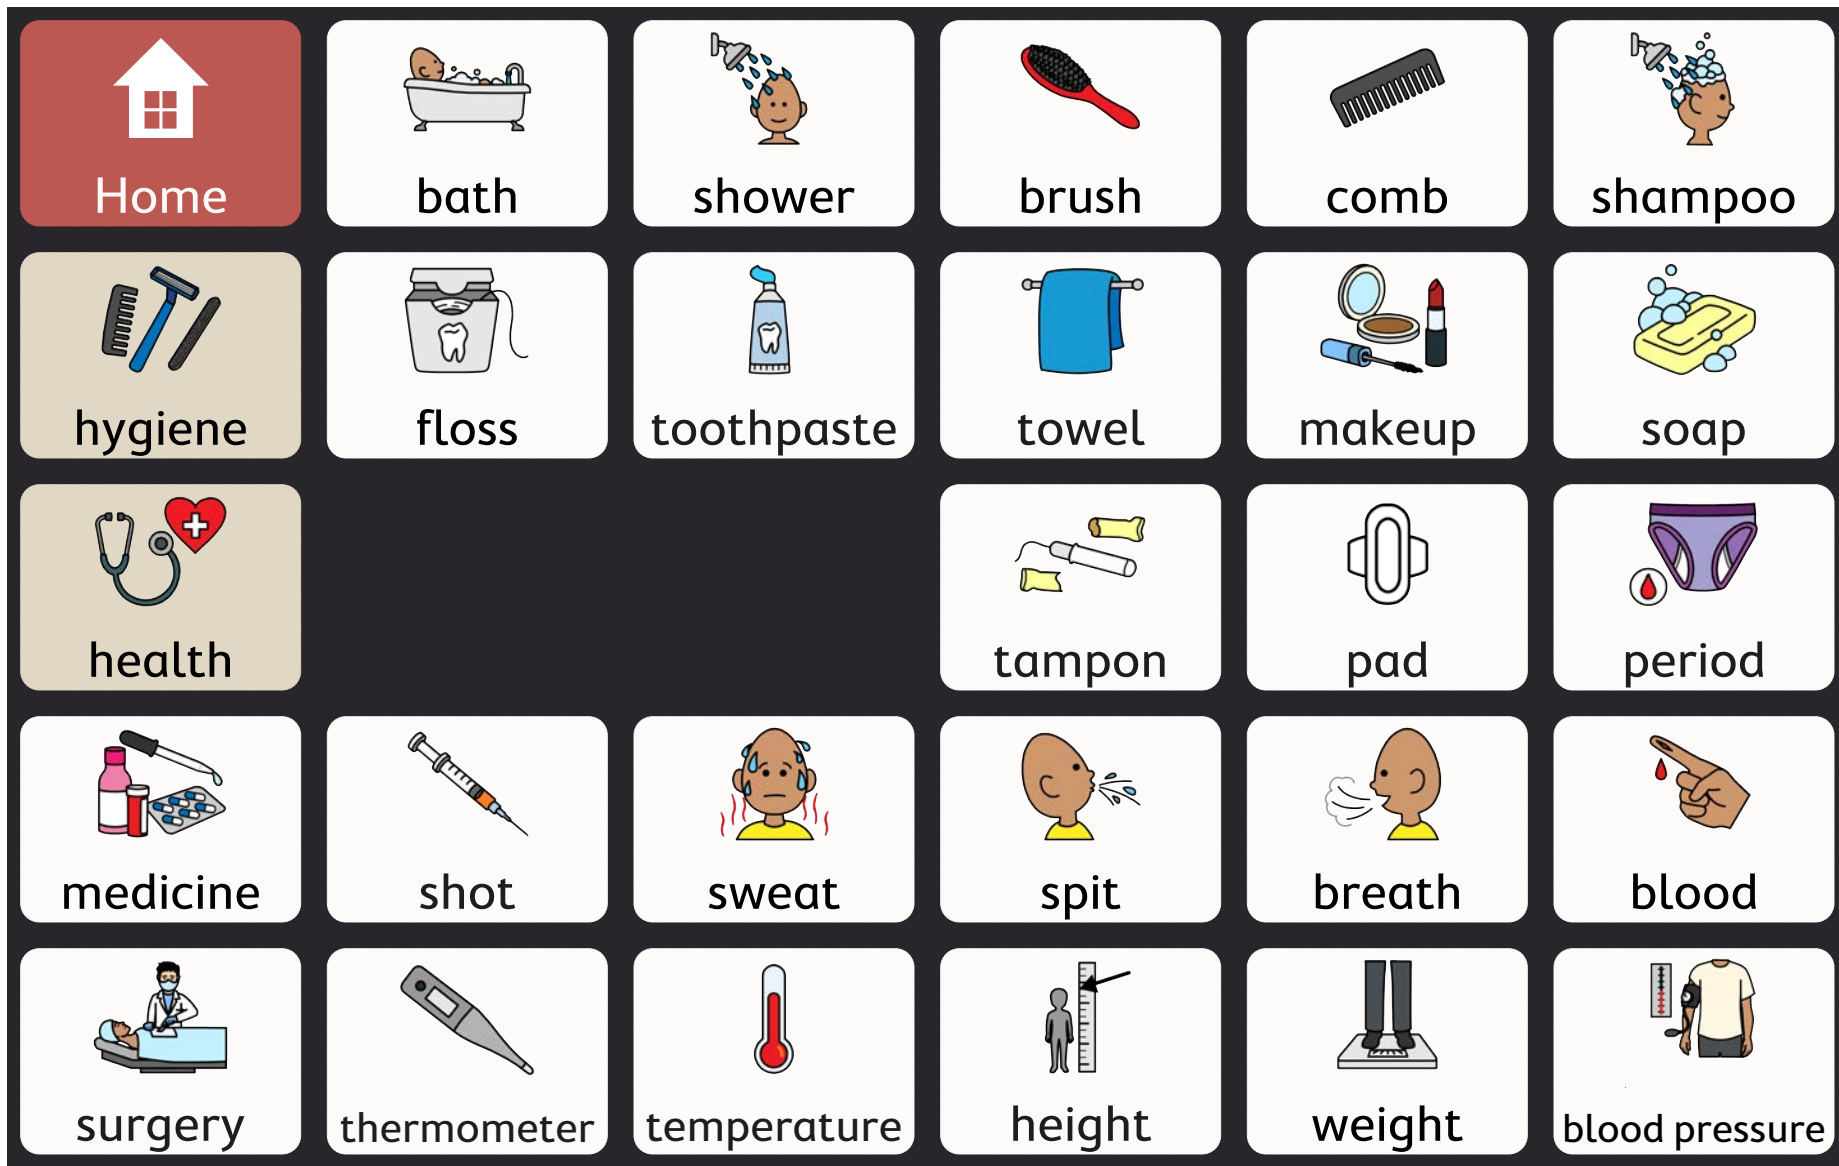 Home
bath
shower
brush
comb
shampoo
hygiene
floss
toothpaste
towel
makeup
soap
health
tampon
pad
period
medicine
shot
sweat
spit
breath
blood
surgery
thermometer
temperature
height
weight
blood pressure